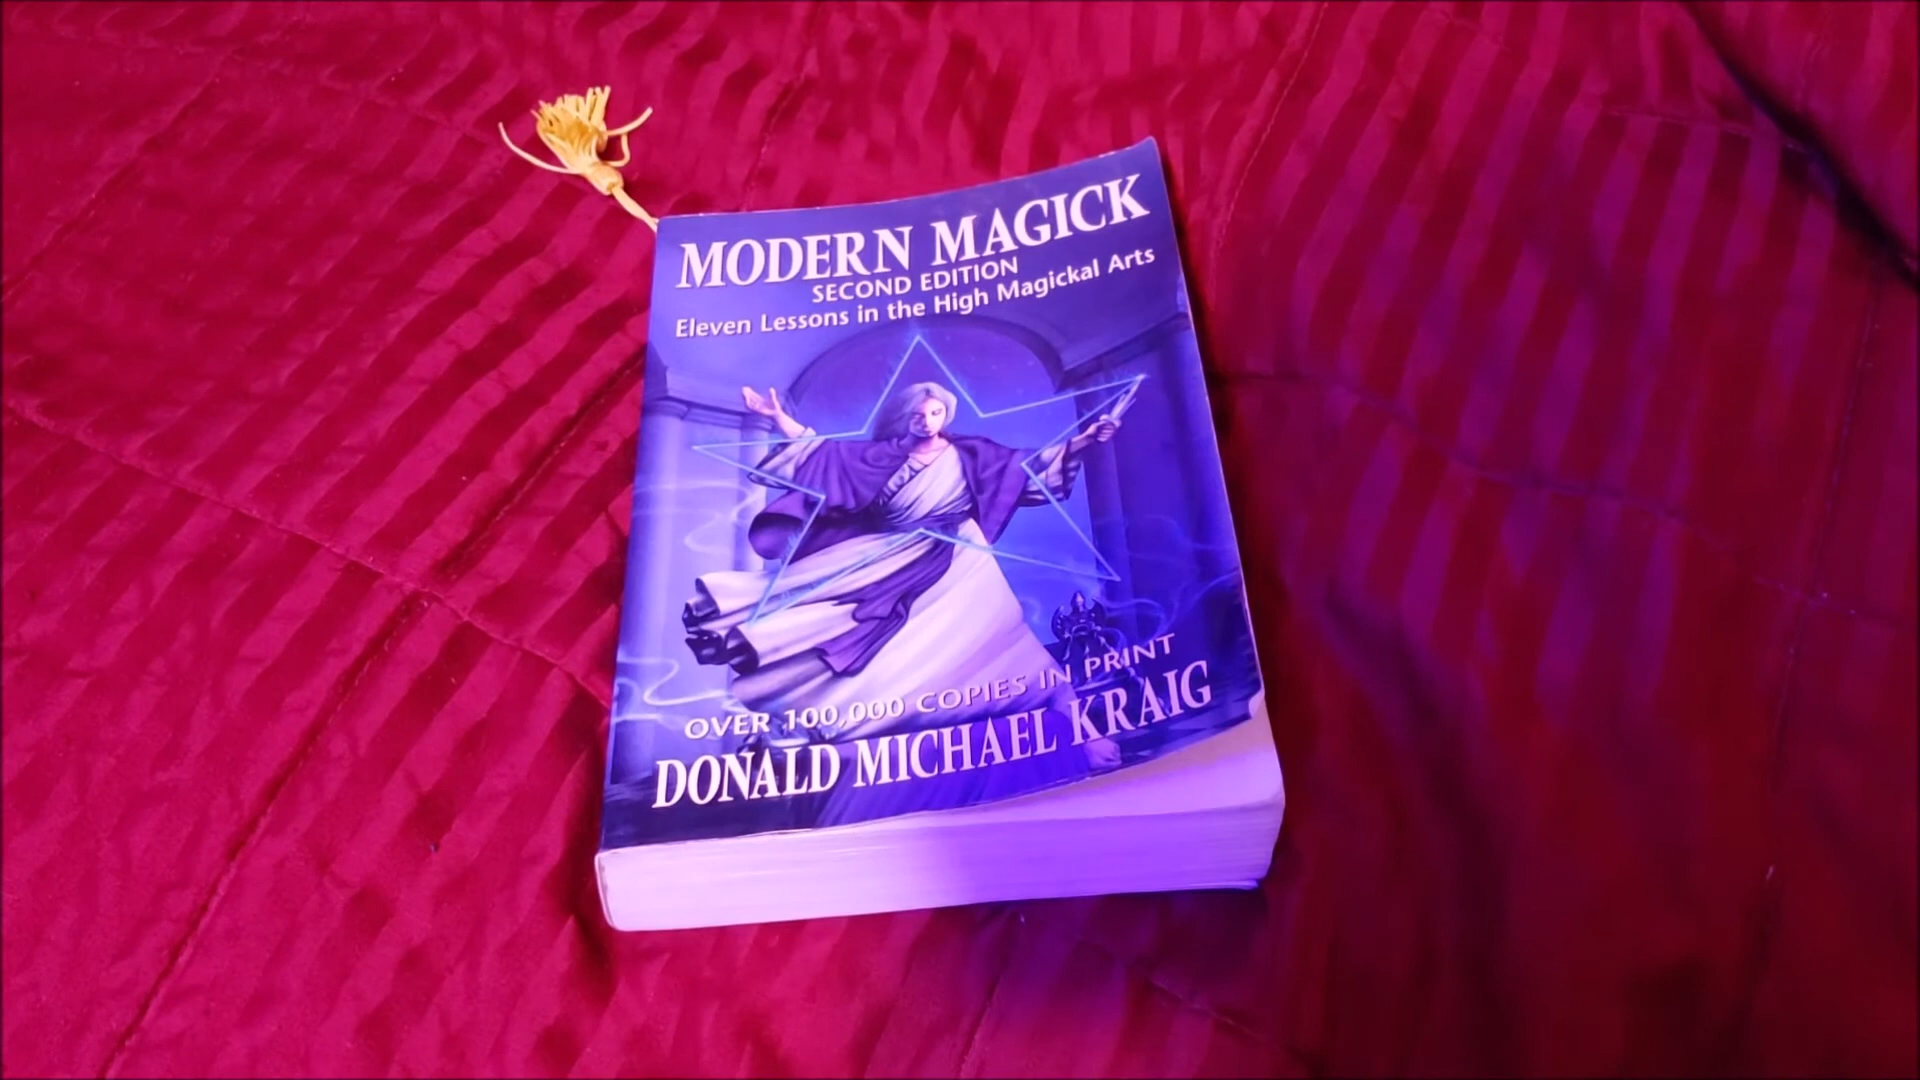 MODERN MAGICK
SECOND EDITION
Eleven Lessons in the High Magickal Arts
OVER 100,000 COPIES IN PRINT
DONALD MICHAEL KRAIG